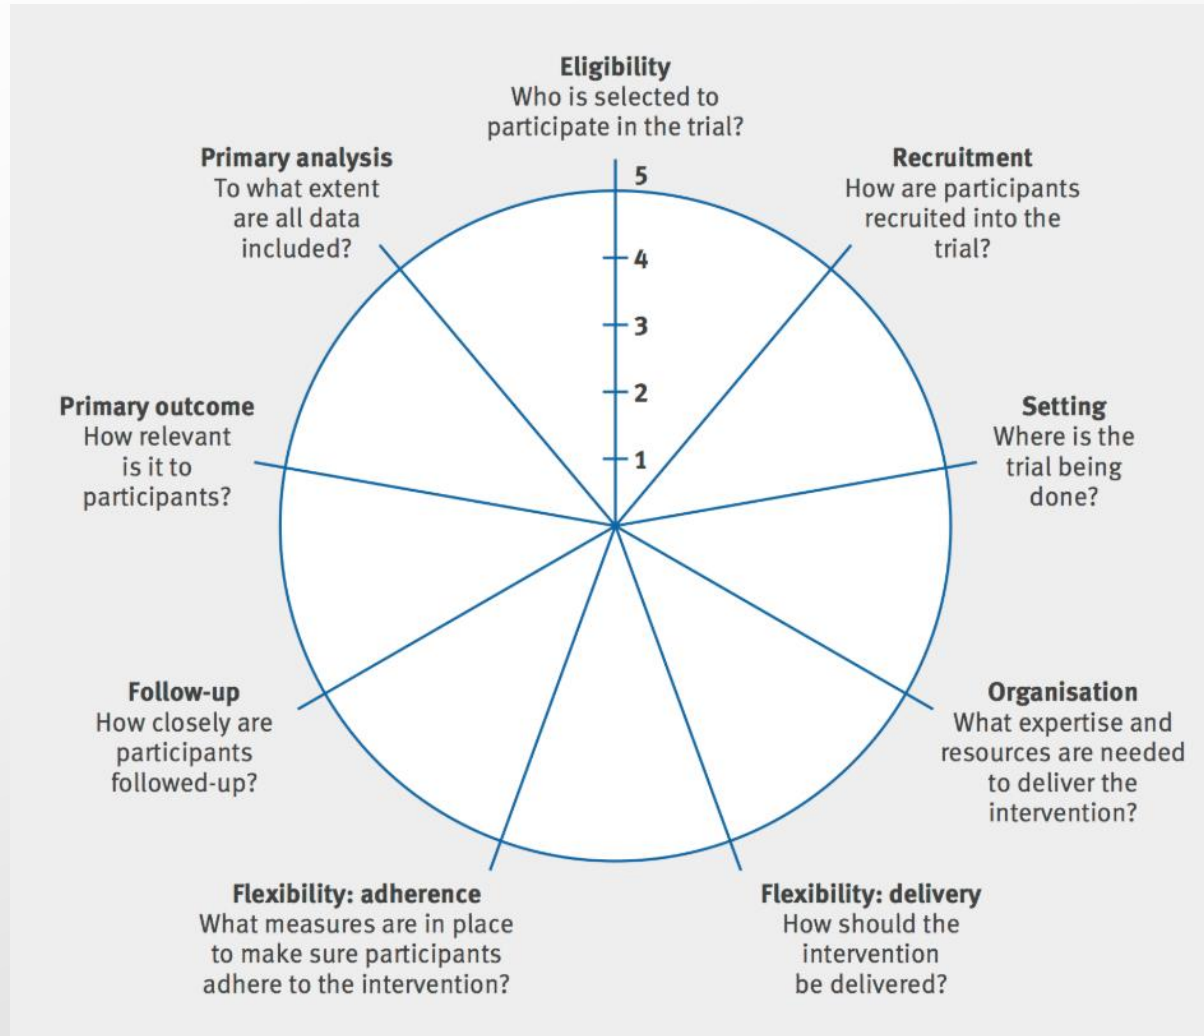 Eligibility
Who is selected to
participate in the trial?
Primary analysis
To what extent
are all data
included?
Recruitment
How are participants
recruited into the
trial?
5
4
3
2
1
Primary outcome
How relevant
is it to
participants?
Setting
Where is the
trial being
done?
Follow-up
How closely are
participants
followed-up?
Organisation
What expertise and
resources are needed
to deliver the
intervention?
Flexibility: adherence
What measures are in place
to make sure participants
adhere to the intervention?
Flexibility: delivery
How should the
intervention
be delivered?